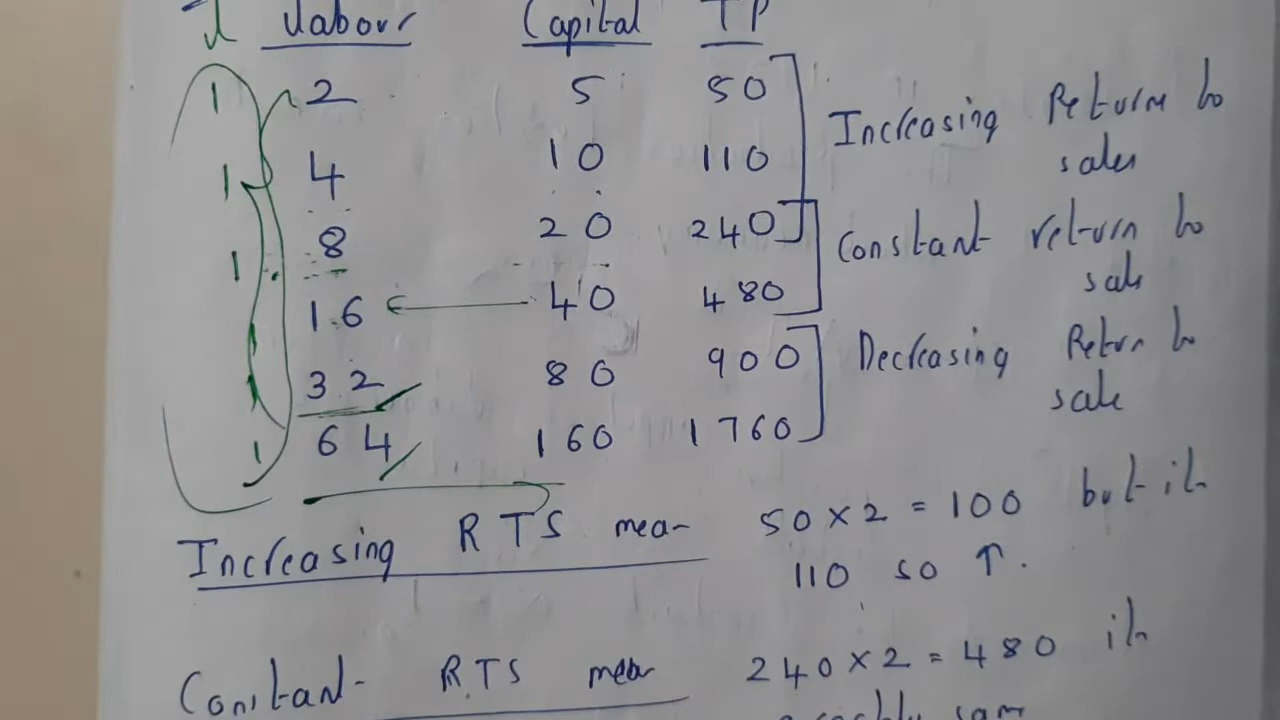 Labour Capital TP
1 2 5 50
Increasing Return to
1 4 10 110
sales
8 20 240
Constant return to
1
sale
16 40 480
Decreasing Return to
32 80 900
sale
1 64 160 1760
Increasing RTS mean 50 x 2 = 100 but it
110 so ↑.
Constant RTS mean 240 x 2 = 480 it
same